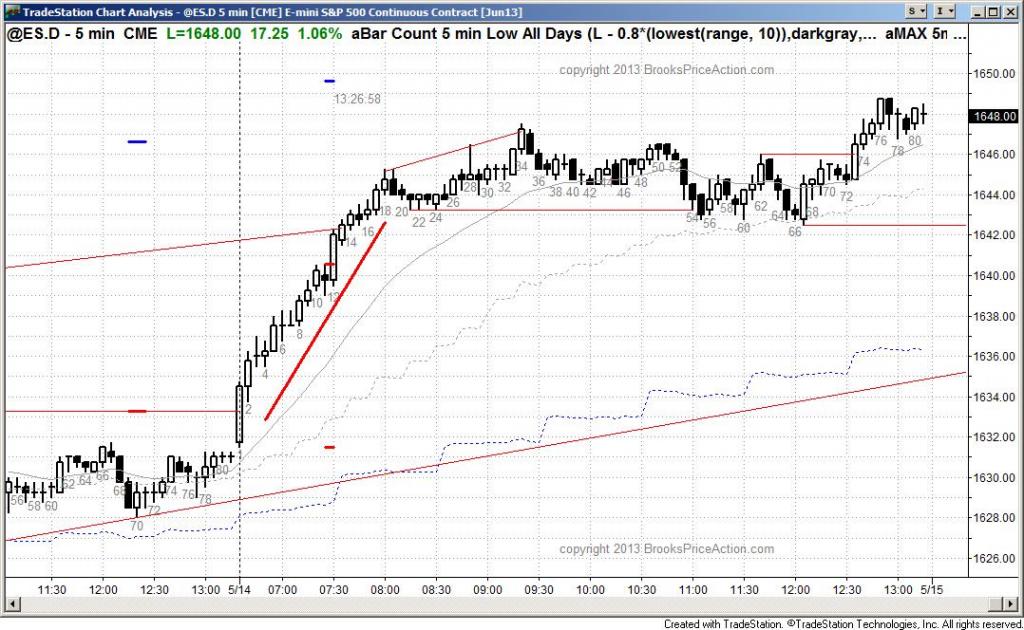 TradeStation Chart Analysis - @ES.D 5 min [CME] E-mini S&P 500 Continuous Contract [Jun13]
S I
@ES.D - 5 min CME L=1648.00 17.25 1.06% aBar Count 5 min Low All Days (L - 0.8*(lowest(range, 10)),darkgray,... aMAX 5m ...
copyright 2013 BrooksPriceAction.com
1650.00
13:26:58
1648.00
76 80
78
74
1646.00
34
28 30 32 36 38 40 42 44 46 48 50 52
70 72
1644.00
18 20 22 24 26
54 56 58 60 62 64 66 68
14 16
1642.00
1640.00
10 12
1638.00
8
6
1636.00
4
1634.00
2
1632.00
62 64 66 68
80
1630.00
56 58 60
74 76 78
72
1628.00
70
copyright 2013 BrooksPriceAction.com
1626.00
11:30 12:00 12:30 13:00 5/14 07:00 07:30 08:00 08:30 09:00 09:30 10:00 10:30 11:00 11:30 12:00 12:30 13:00 5/15
Created with TradeStation. ©TradeStation Technologies, Inc. All rights reserved.